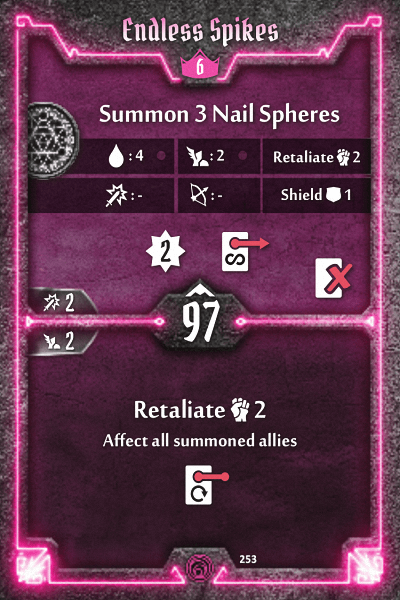 Endless Spikes
6
Summon 3 Nail Spheres
: 4 : 2 Retaliate 2
: - : - Shield 1
2
2
97
2
Retaliate 2
Affect all summoned allies
253